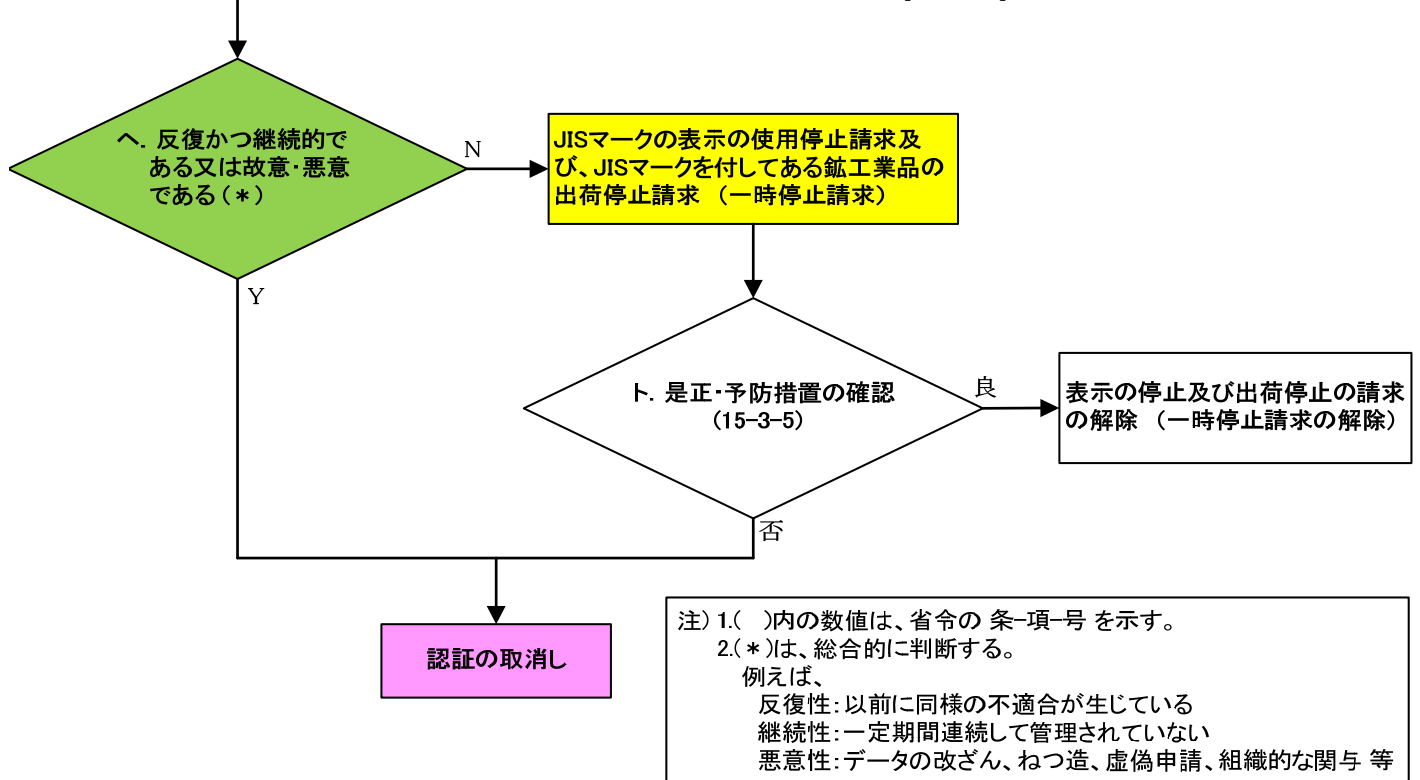 ヘ．反復かつ継続的で
ある又は故意・悪意
である（＊）
N
JISマークの表示の使用停止請求及
び、JISマークを付してある鉱工業品の
出荷停止請求 （一時停止請求）
Y
ト．是正・予防措置の確認
(15-3-5)
良
表示の停止及び出荷停止の請求
の解除 （一時停止請求の解除）
否
認証の取消し
注）1.(　)内の数値は、省令の 条-項-号 を示す。
2.(＊)は、総合的に判断する。
例えば、
反復性：以前に同様の不適合が生じている
継続性：一定期間連続して管理されていない
悪意性：データの改ざん、ねつ造、虚偽申請、組織的な関与 等